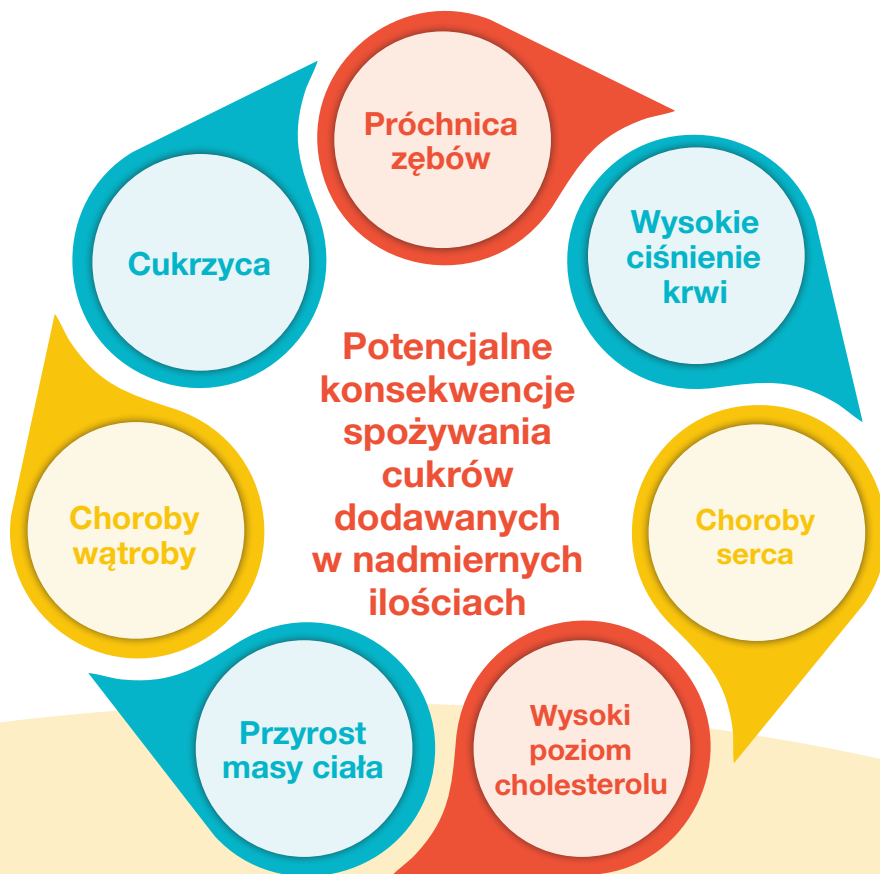 Próchnica
zębów
Wysokie
ciśnienie
krwi
Choroby
serca
Wysoki
poziom
cholesterolu
Przyrost
masy ciała
Choroby
wątroby
Cukrzyca
Potencjalne
konsekwencje
spożywania
cukrów
dodawanych
w nadmiernych
ilościach